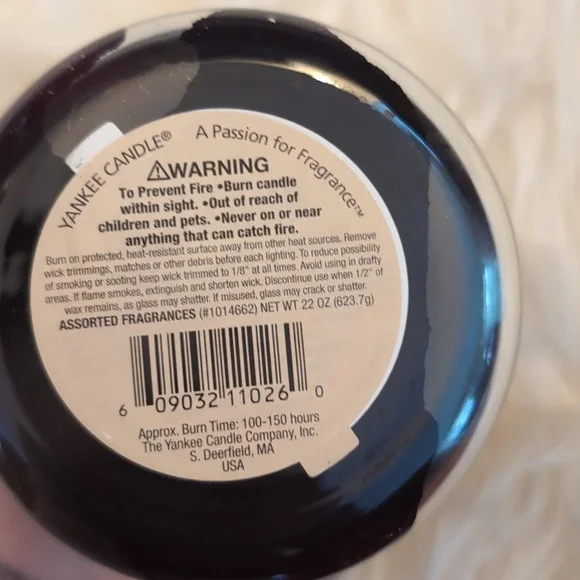 YANKEE CANDLE® A Passion for Fragrance™
⚠WARNING
To Prevent Fire •Burn candle
within sight. •Out of reach of
children and pets. •Never on or near
anything that can catch fire.
Burn on protected, heat-resistant surface away from other heat sources. Remove
wick trimmings, matches or other debris before each lighting. To reduce possibility
of smoking or sooting keep wick trimmed to 1/8" at all times. Avoid using in drafty
areas. If flame smokes, extinguish and shorten wick. Discontinue use when 1/2" of
wax remains, as glass may shatter. If misused, glass may crack or shatter.
ASSORTED FRAGRANCES (#1014662) NET WT 22 OZ (623.7g)
6 09032 11026 0
Approx. Burn Time: 100-150 hours
The Yankee Candle Company, Inc.
S. Deerfield, MA
USA